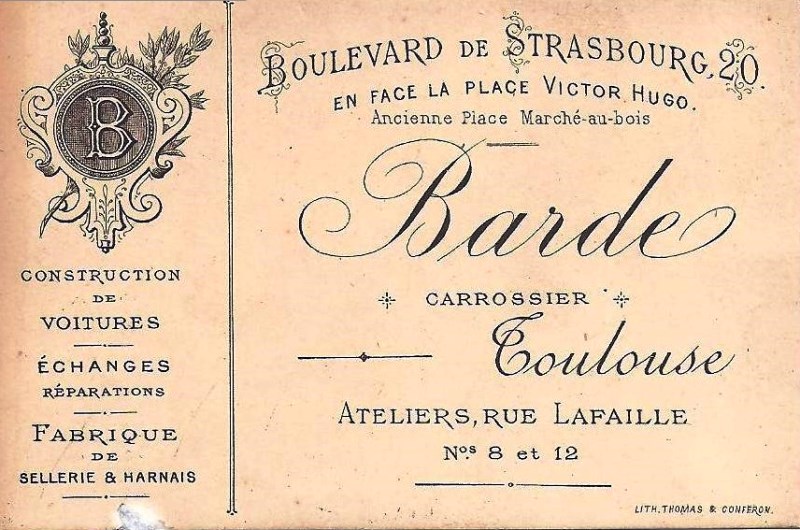 B
CONSTRUCTION
DE
VOITURES
ÉCHANGES
RÉPARATIONS
FABRIQUE
DE
SELLERIE & HARNAIS
BOULEVARD DE STRASBOURG, 20.
EN FACE LA PLACE VICTOR HUGO.
Ancienne Place Marché-au-bois
Barde
CARROSSIER
Toulouse
ATELIERS, RUE LAFAILLE
Nos 8 et 12
LITH. THOMAS & CONFERON.